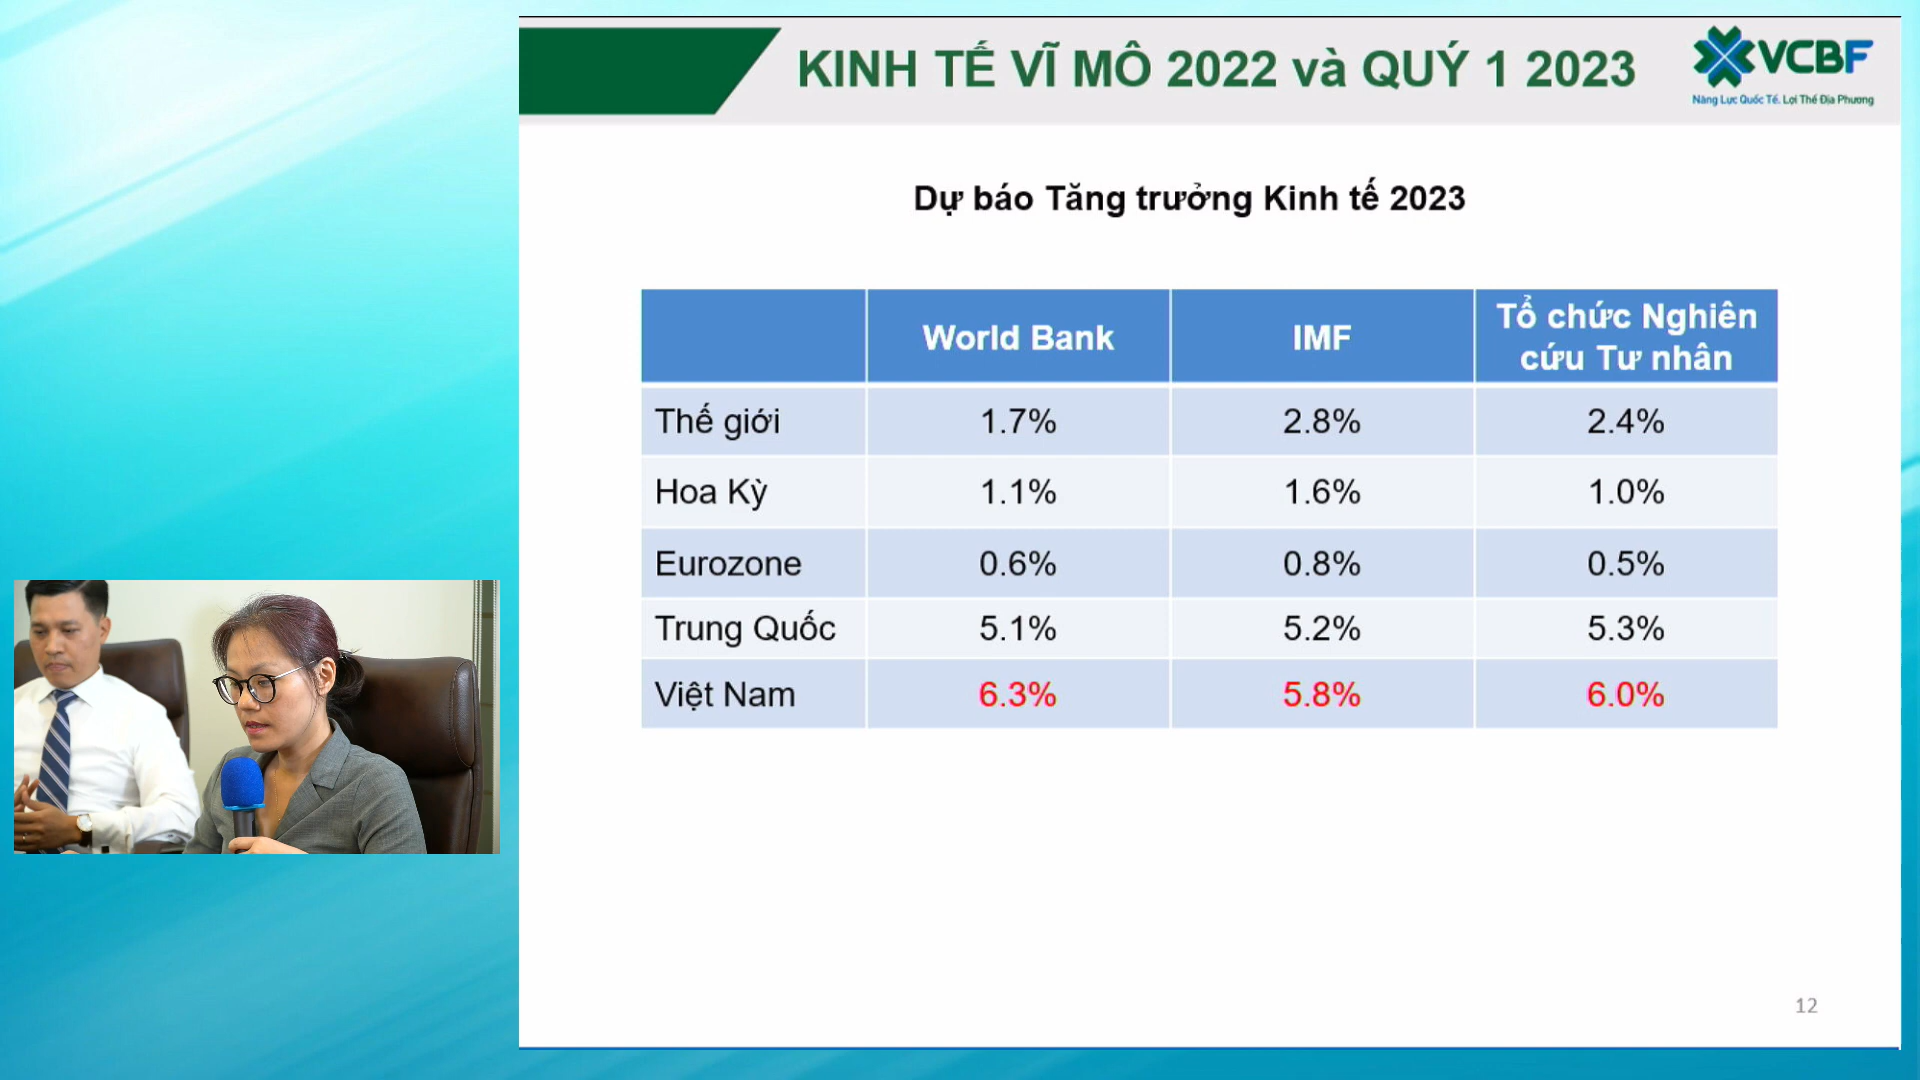 KINH TẾ VĨ MÔ 2022 và QUÝ 1 2023
VCBF
Năng Lực Quốc Tế. Lợi Thế Địa Phương
Dự báo Tăng trưởng Kinh tế 2023
World Bank IMF Tổ chức Nghiên cứu Tư nhân
Thế giới 1.7% 2.8% 2.4%
Hoa Kỳ 1.1% 1.6% 1.0%
Eurozone 0.6% 0.8% 0.5%
Trung Quốc 5.1% 5.2% 5.3%
Việt Nam 6.3% 5.8% 6.0%
12